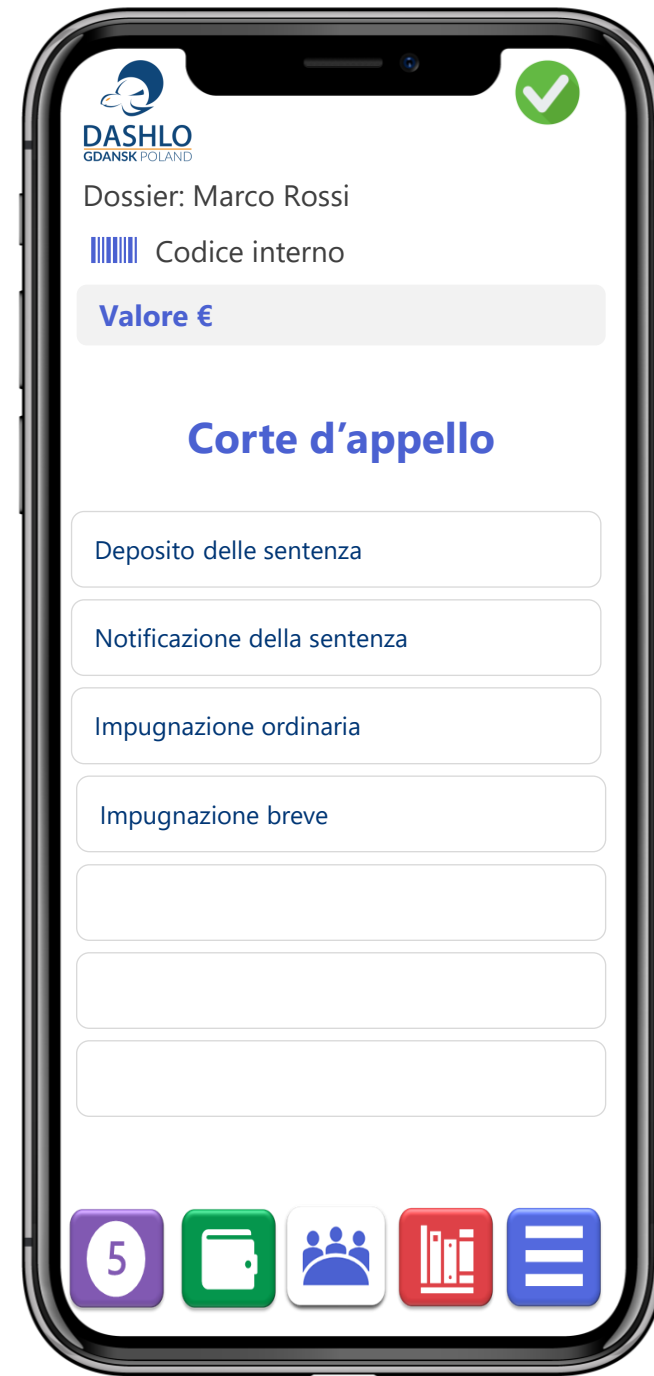 DASHLO
GDANSK POLAND
Dossier: Marco Rossi
Codice interno
Valore €
Corte d’appello
Deposito delle sentenza
Notificazione della sentenza
Impugnazione ordinaria
Impugnazione breve
5